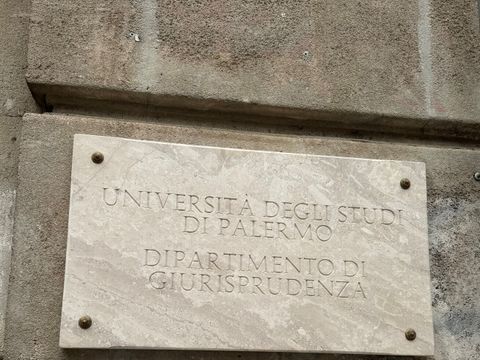 UNIVERSITÀ DEGLI STUDI
DI PALERMO
DIPARTIMENTO DI
GIURISPRUDENZA